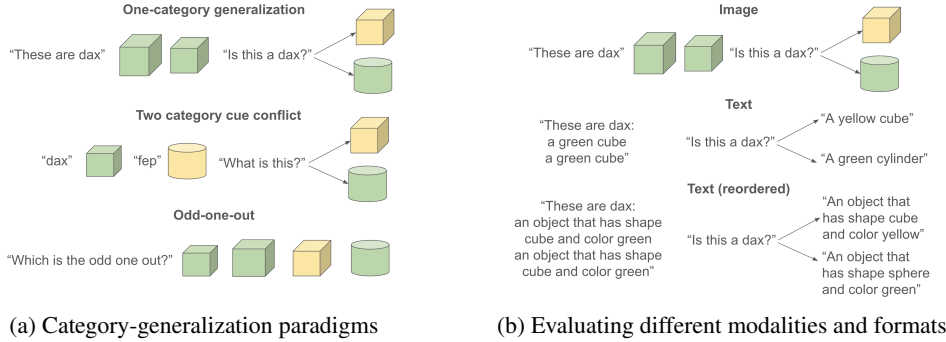 One-category generalization
“These are dax”
“Is this a dax?”
Two category cue conflict
“dax”
“fep”
“What is this?”
Odd-one-out
“Which is the odd one out?”
(a) Category-generalization paradigms
Image
“These are dax”
“Is this a dax?”
Text
“These are dax:
a green cube
a green cube”
“Is this a dax?”
“A yellow cube”
“A green cylinder”
Text (reordered)
“These are dax:
an object that has shape
cube and color green
an object that has shape
cube and color green”
“Is this a dax?”
“An object that
has shape cube
and color yellow”
“An object that
has shape sphere
and color green”
(b) Evaluating different modalities and formats